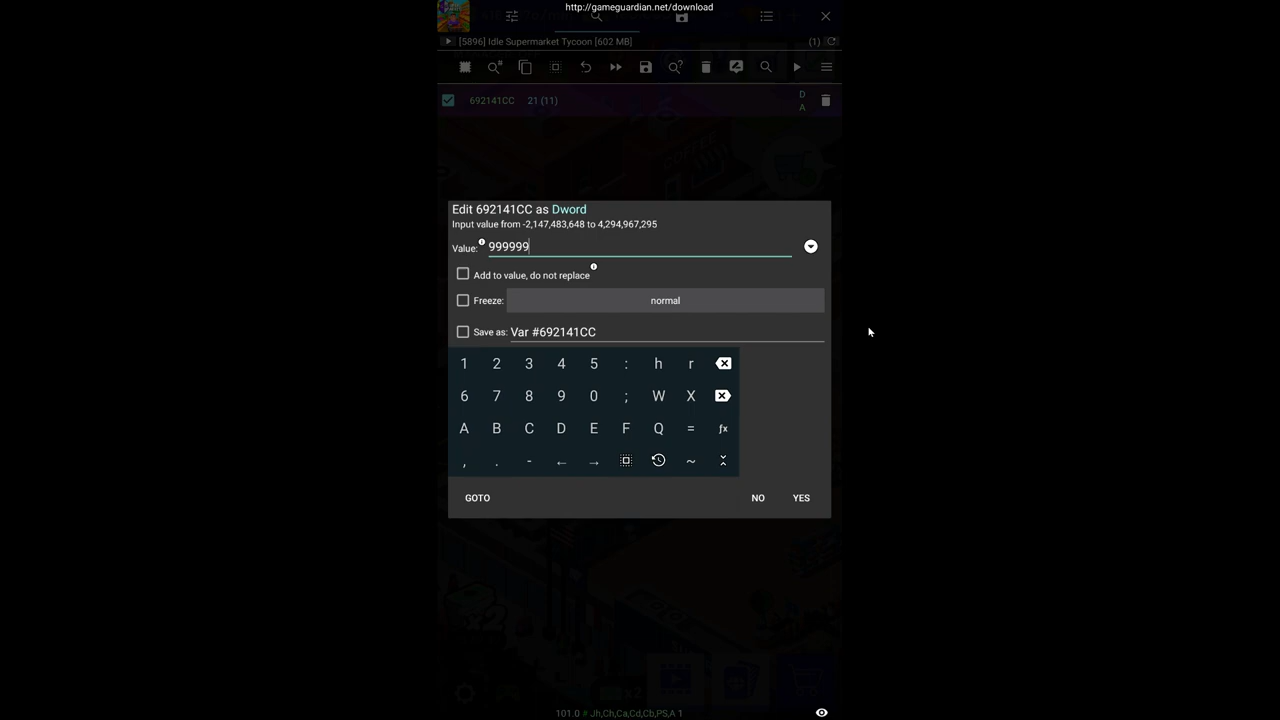 http://gameguardian.net/download
[5896] Idle Supermarket Tycoon [602 MB] (1)
692141CC 21 (11) D
A
Edit 692141CC as Dword
Input value from -2,147,483,648 to 4,294,967,295
Value: 999999
Add to value, do not replace
Freeze: normal
Save as: Var #692141CC
1 2 3 4 5 : h r
6 7 8 9 0 ; W X
A B C D E F Q = ƒx
, . - ← → ~
GOTO NO YES
x2
101.0 # Jh,Ch,Ca,Cd,Cb,PS,A 1